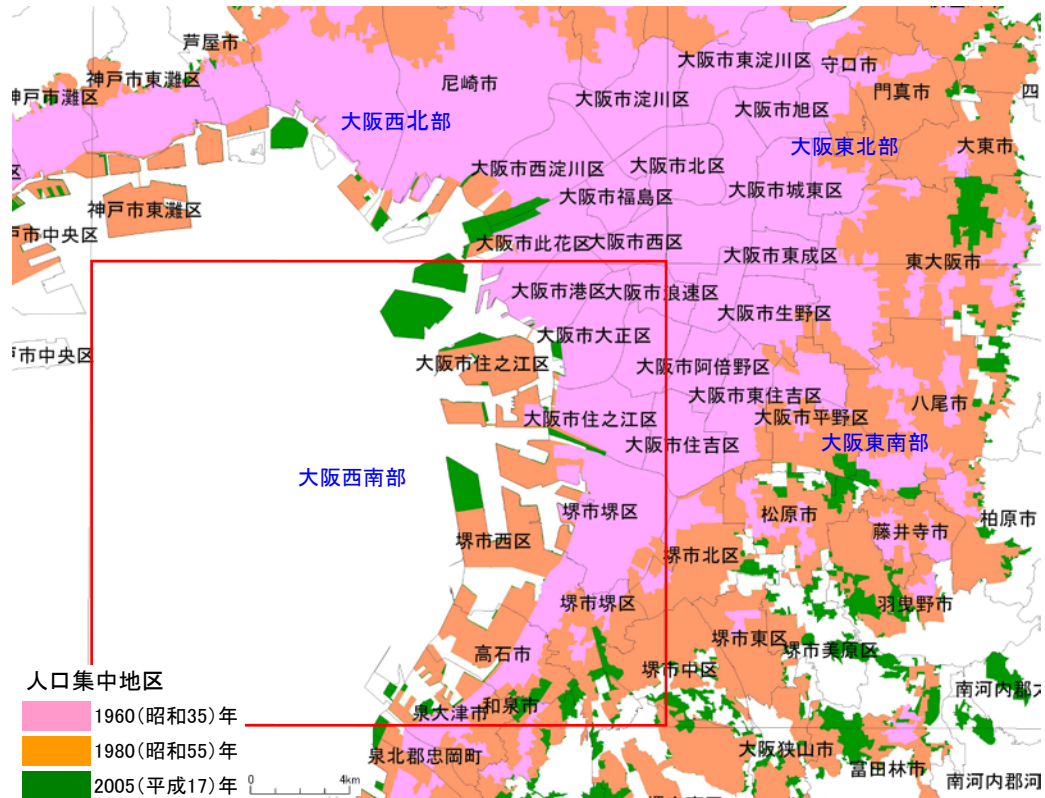 芦屋市
神戸市東灘区
神戸市灘区
尼崎市
大阪市東淀川区
守口市
門真市
四
大阪市淀川区
大阪市旭区
大阪西北部
大阪東北部
大東市
大阪市西淀川区
大阪市北区
大阪市福島区
大阪市城東区
区
神戸市東灘区
戸市中央区
大阪市此花区
大阪市西区
大阪市東成区
東大阪市
大阪市港区
大阪市浪速区
大阪市生野区
大阪市大正区
戸市中央区
大阪市住之江区
大阪市阿倍野区
大阪市東住吉区
八尾市
大阪市住之江区
大阪市平野区
大阪市住吉区
大阪東南部
大阪西南部
堺市堺区
松原市
柏原市
藤井寺市
堺市西区
堺市北区
堺市堺区
羽曳野市
堺市東区
堺市美原区
高石市
堺市中区
南河内郡
和泉市
泉大津市
泉北郡忠岡町
大阪狭山市
富田林市
南河内郡河
人口集中地区
1960(昭和35)年
1980(昭和55)年
2005(平成17)年
0 4km